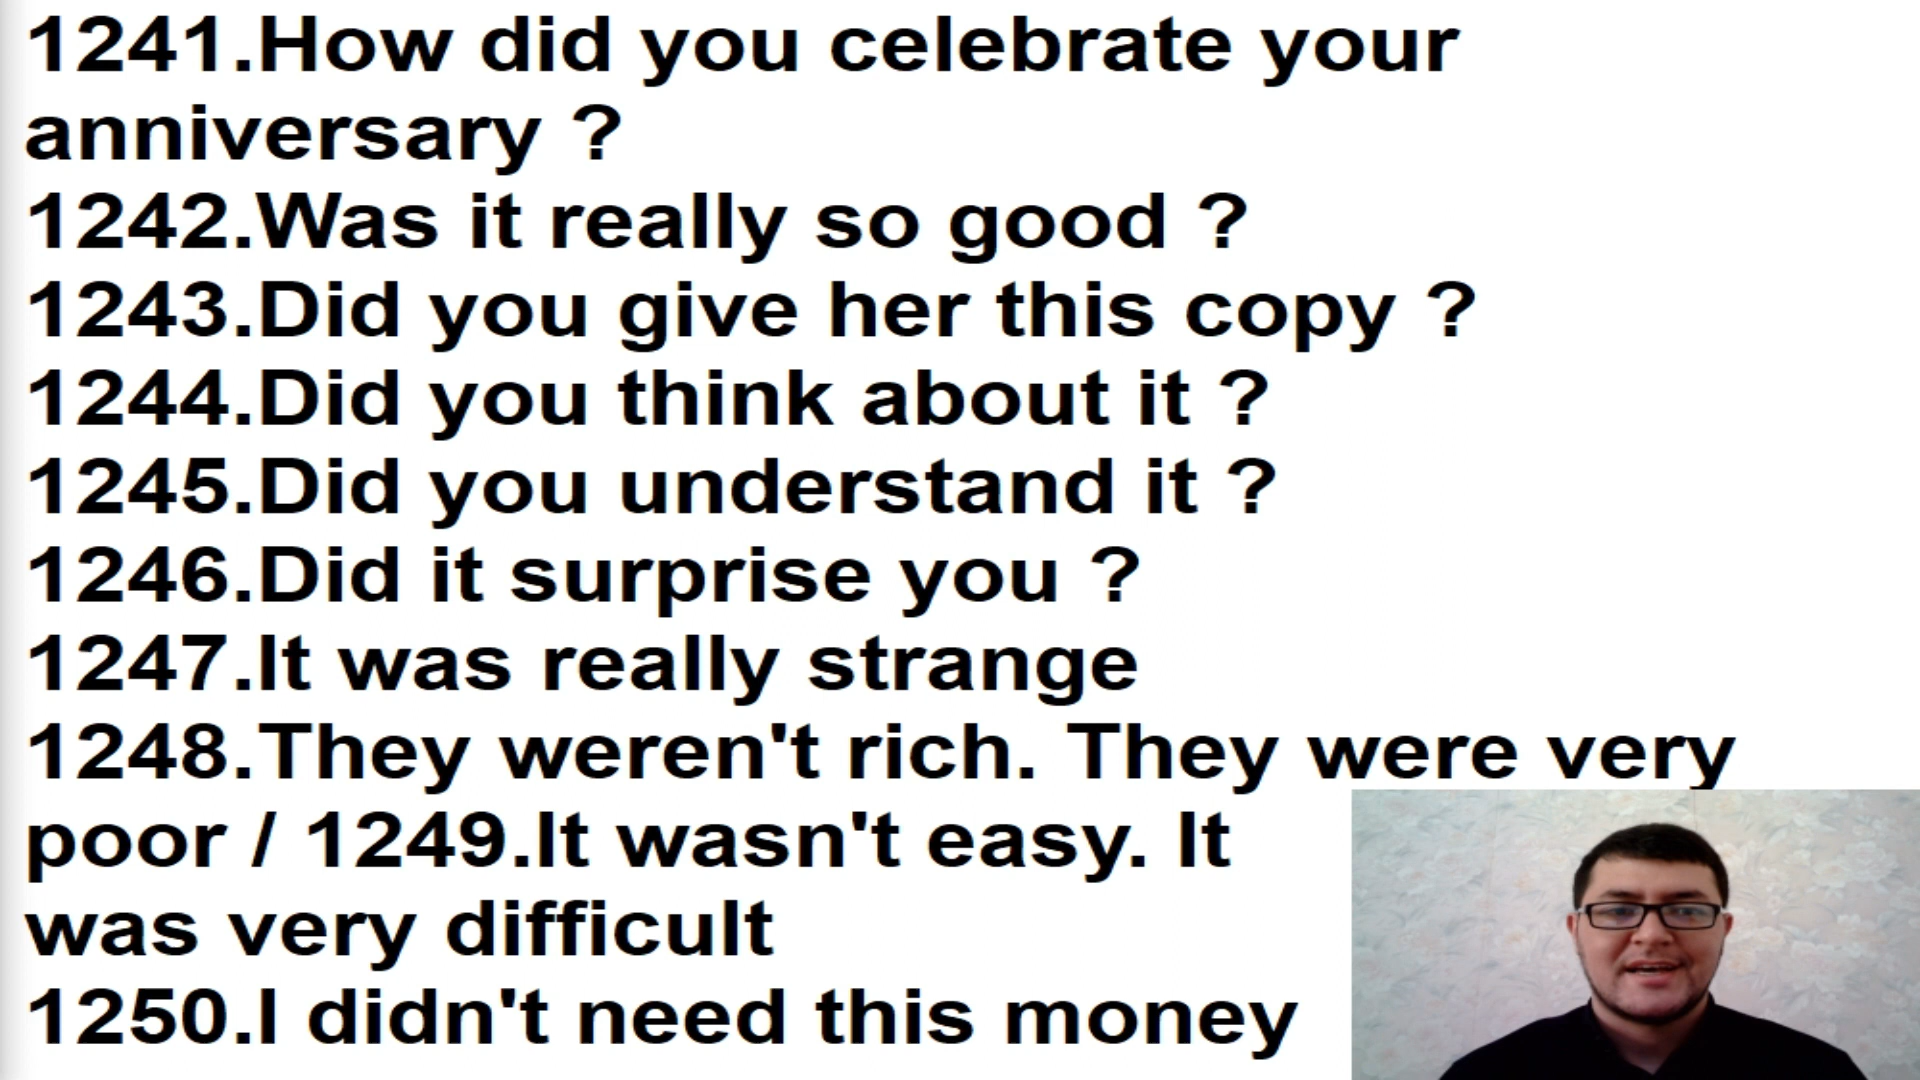 1241.How did you celebrate your
anniversary ?
1242.Was it really so good ?
1243.Did you give her this copy ?
1244.Did you think about it ?
1245.Did you understand it ?
1246.Did it surprise you ?
1247.It was really strange
1248.They weren't rich. They were very
poor / 1249.It wasn't easy. It
was very difficult
1250.I didn't need this money